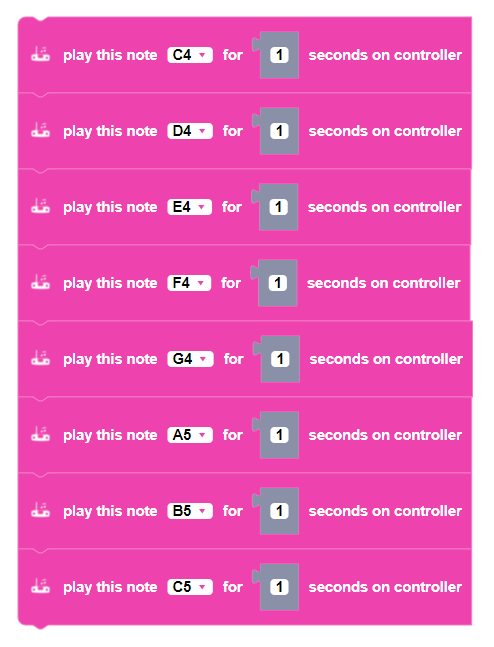 play this note C4 for 1 seconds on controller
play this note D4 for 1 seconds on controller
play this note E4 for 1 seconds on controller
play this note F4 for 1 seconds on controller
play this note G4 for 1 seconds on controller
play this note A5 for 1 seconds on controller
play this note B5 for 1 seconds on controller
play this note C5 for 1 seconds on controller